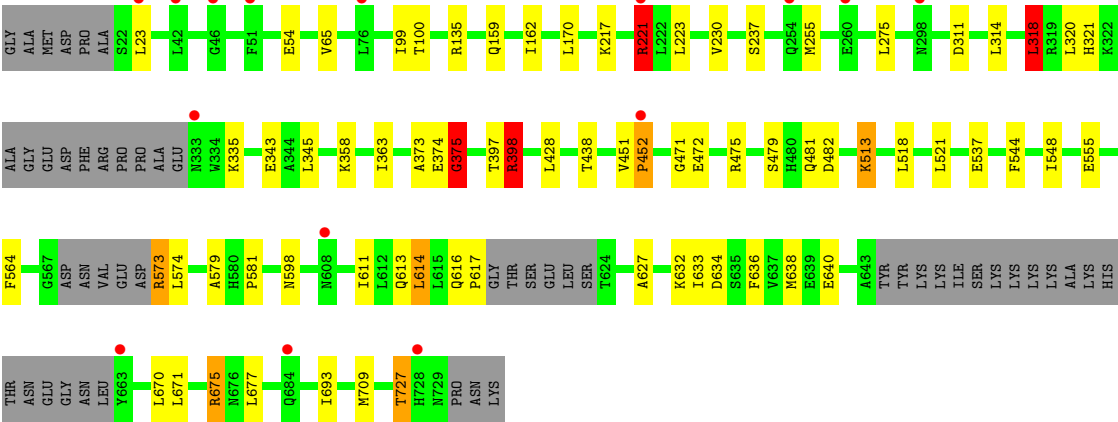 GLY ALA MET ASP PRO ALA S22 L23 L42 G46 F51 E54 V65 L76 I99 T100 R135 Q159 I162 L170 K217 R221 L222 L223 V230 S237 Q254 M255 E260 L275 N298 D311 L314 L318 R319 L320 H321 K322
ALA GLY GLU ASP PHE ARG PRO PRO ALA GLU N333 W334 K335 E343 A344 L345 K358 I363 A373 E374 G375 T397 R398 L428 T438 V451 P452 G471 E472 R475 S479 H480 Q481 D482 K513 L518 L521 E537 F544 I548 E555
F564 G567 ASP ASN VAL GLU ASP R573 L574 A579 H580 P581 N598 N608 I611 L612 Q613 L614 L615 Q616 P617 GLY THR SER GLU LEU SER T624 A627 K632 I633 D634 S635 F636 V637 M638 E639 E640 A643 TYR TYR LYS LYS ILE SER LYS LYS LYS LYS ALA LYS HIS
THR ASN GLU GLY ASN LEU Y663 L670 L671 R675 N676 L677 Q684 I693 M709 T727 H728 N729 PRO ASN LYS